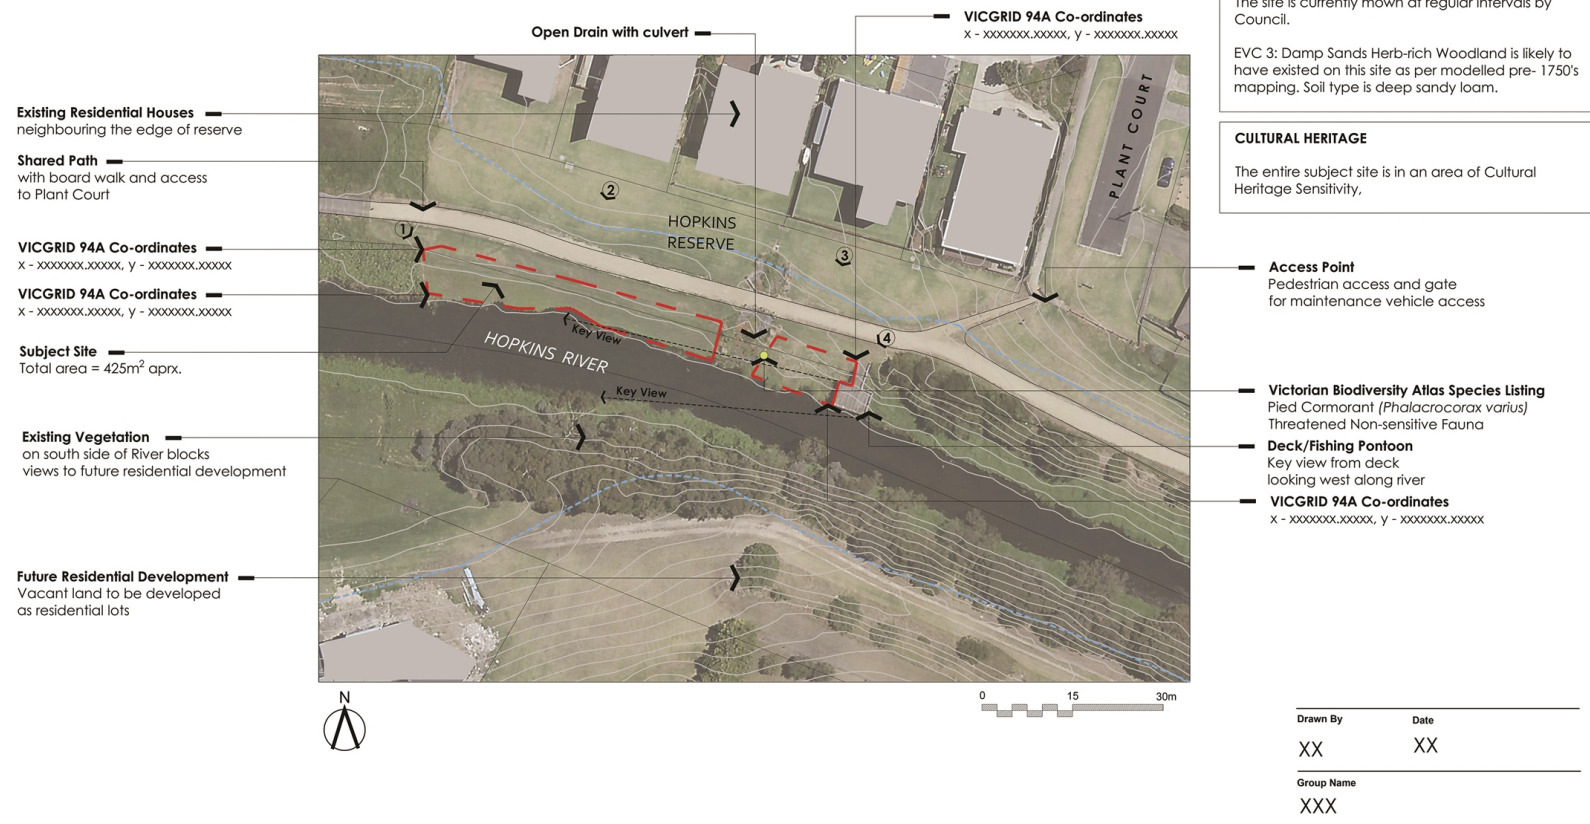 The site is currently mown at regular intervals by
Council.
EVC 3: Damp Sands Herb-rich Woodland is likely to
have existed on this site as per modelled pre- 1750's
mapping. Soil type is deep sandy loam.
CULTURAL HERITAGE
The entire subject site is in an area of Cultural
Heritage Sensitivity,
VICGRID 94A Co-ordinates
x - xxxxxxx.xxxxx, y - xxxxxxx.xxxxx
Open Drain with culvert
Existing Residential Houses
neighbouring the edge of reserve
Shared Path
with board walk and access
to Plant Court
VICGRID 94A Co-ordinates
x - xxxxxxx.xxxxx, y - xxxxxxx.xxxxx
VICGRID 94A Co-ordinates
x - xxxxxxx.xxxxx, y - xxxxxxx.xxxxx
Subject Site
Total area = 425m² aprx.
Existing Vegetation
on south side of River blocks
views to future residential development
Future Residential Development
Vacant land to be developed
as residential lots
PLANT COURT
HOPKINS
RESERVE
1
2
3
4
Key View
HOPKINS RIVER
Key View
Access Point
Pedestrian access and gate
for maintenance vehicle access
Victorian Biodiversity Atlas Species Listing
Pied Cormorant (Phalacrocorax varius)
Threatened Non-sensitive Fauna
Deck/Fishing Pontoon
Key view from deck
looking west along river
VICGRID 94A Co-ordinates
x - xxxxxxx.xxxxx, y - xxxxxxx.xxxxx
N
0 15 30m
Drawn By Date
XX XX
Group Name
XXX